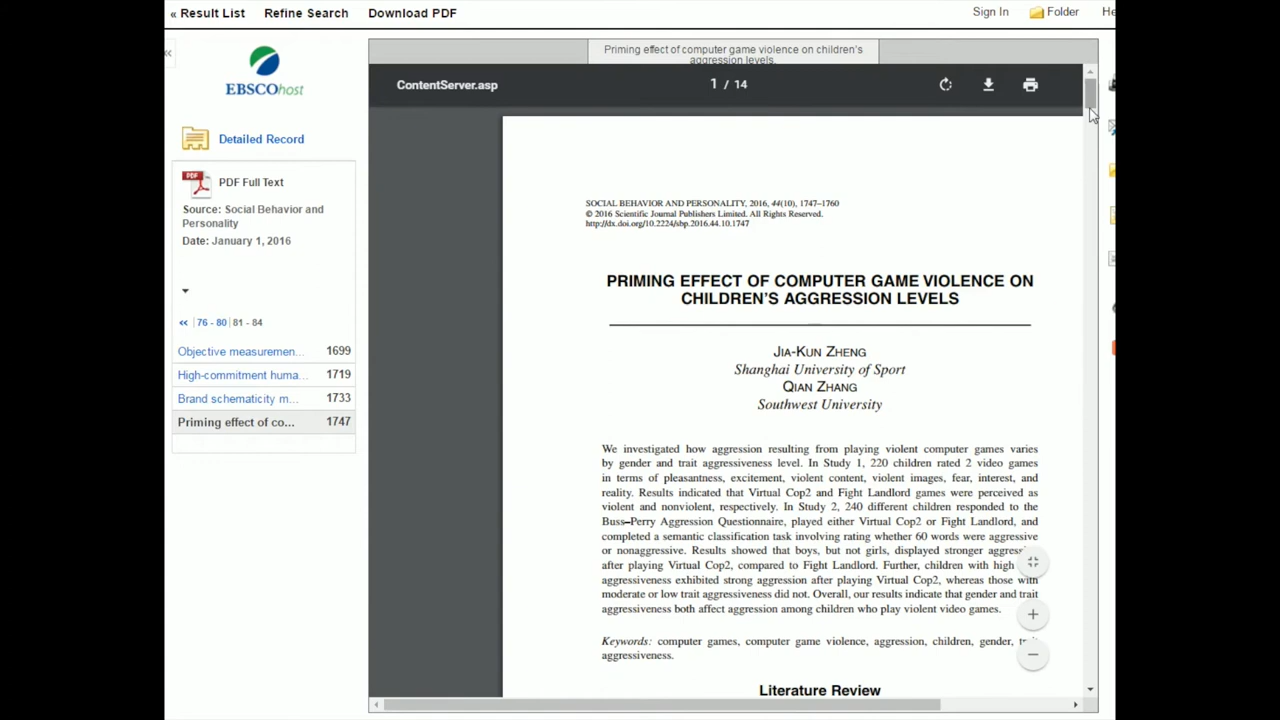 « Result List Refine Search Download PDF Sign In Folder
«
EBSCOhost
Detailed Record
PDF Full Text
Source: Social Behavior and
Personality
Date: January 1, 2016
« 76 - 80 81 - 84
Objective measuremen... 1699
High-commitment huma... 1719
Brand schematicity m... 1733
Priming effect of co... 1747
Priming effect of computer game violence on children's
aggression levels.
ContentServer.asp 1 / 14
SOCIAL BEHAVIOR AND PERSONALITY, 2016, 44(10), 1747–1760
© 2016 Scientific Journal Publishers Limited. All Rights Reserved.
http://dx.doi.org/10.2224/sbp.2016.44.10.1747
PRIMING EFFECT OF COMPUTER GAME VIOLENCE ON
CHILDREN'S AGGRESSION LEVELS
JIA-KUN ZHENG
Shanghai University of Sport
QIAN ZHANG
Southwest University
We investigated how aggression resulting from playing violent computer games varies
by gender and trait aggressiveness level. In Study 1, 220 children rated 2 video games
in terms of pleasantness, excitement, violent content, violent images, fear, interest, and
reality. Results indicated that Virtual Cop2 and Fight Landlord games were perceived as
violent and nonviolent, respectively. In Study 2, 240 different children responded to the
Buss–Perry Aggression Questionnaire, played either Virtual Cop2 or Fight Landlord, and
completed a semantic classification task involving rating whether 60 words were aggressive
or nonaggressive. Results showed that boys, but not girls, displayed stronger
after playing Virtual Cop2, compared to Fight Landlord. Further, children with high
aggressiveness exhibited strong aggression after playing Virtual Cop2, whereas those with
moderate or low trait aggressiveness did not. Overall, our results indicate that gender and trait
aggressiveness both affect aggression among children who play violent video games.
Keywords: computer games, computer game violence, aggression, children, gender,
aggressiveness.
Literature Review